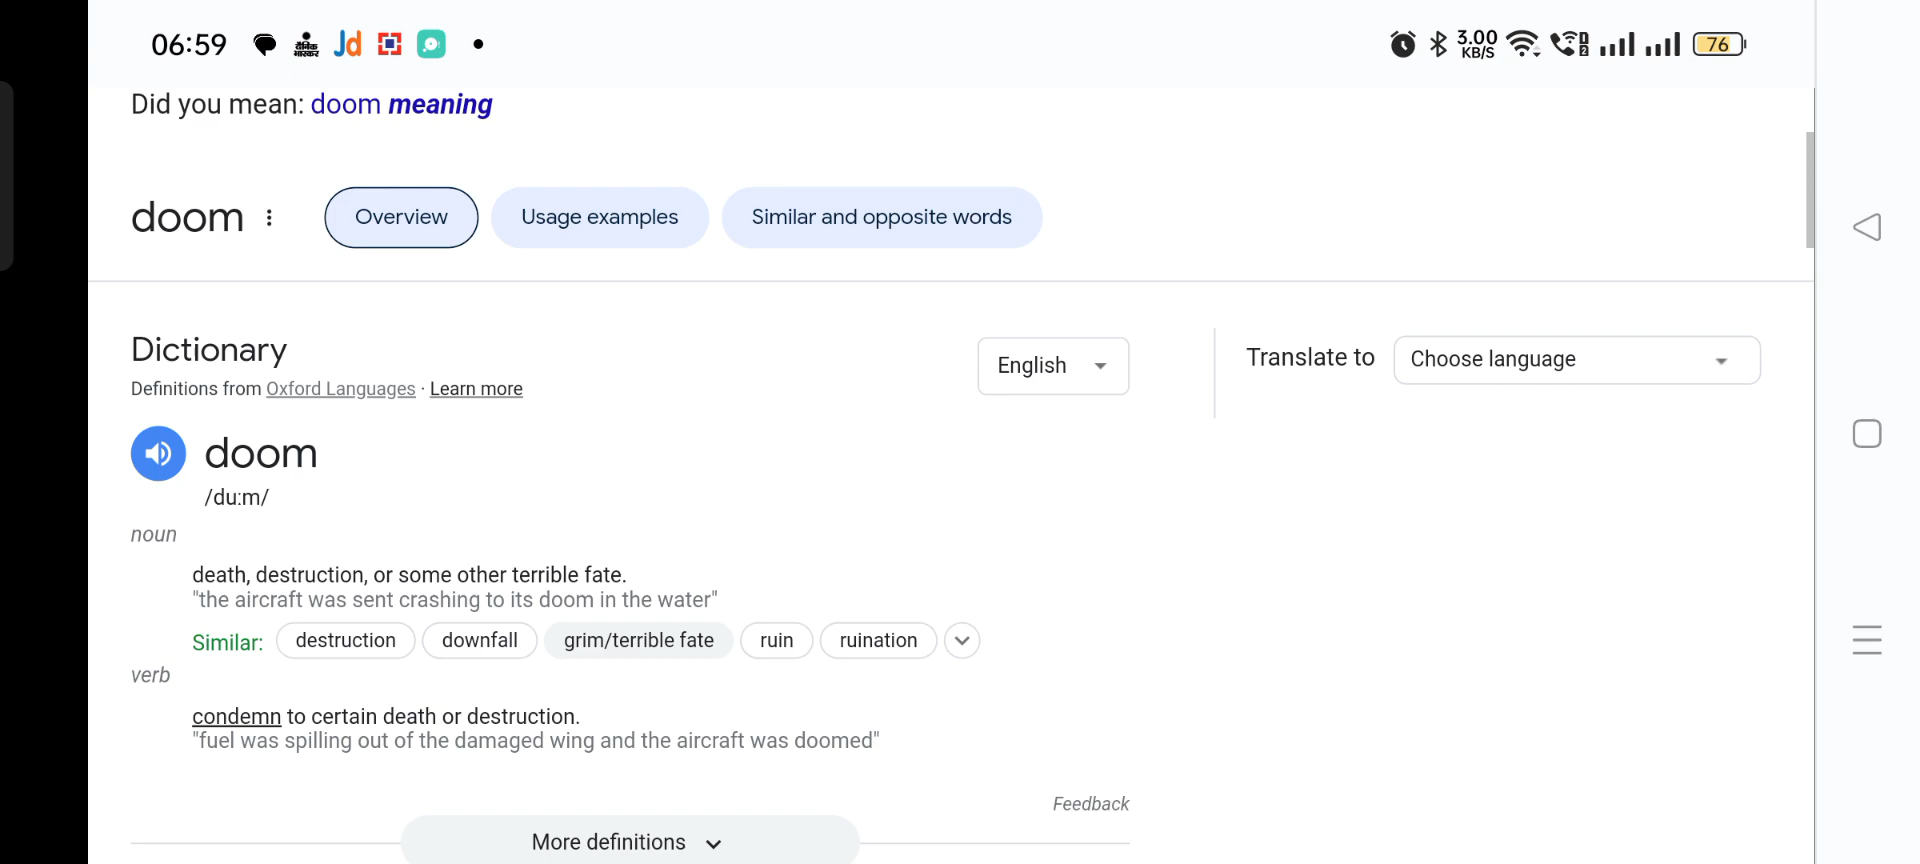 06:59 दैनिक भास्कर Jd 3.00 KB/S 1 2 76
Did you mean: doom meaning
doom Overview Usage examples Similar and opposite words
Dictionary
English Translate to Choose language
Definitions from Oxford Languages · Learn more
doom
/duːm/
noun
death, destruction, or some other terrible fate.
"the aircraft was sent crashing to its doom in the water"
Similar: destruction downfall grim/terrible fate ruin ruination
verb
condemn to certain death or destruction.
"fuel was spilling out of the damaged wing and the aircraft was doomed"
Feedback
More definitions